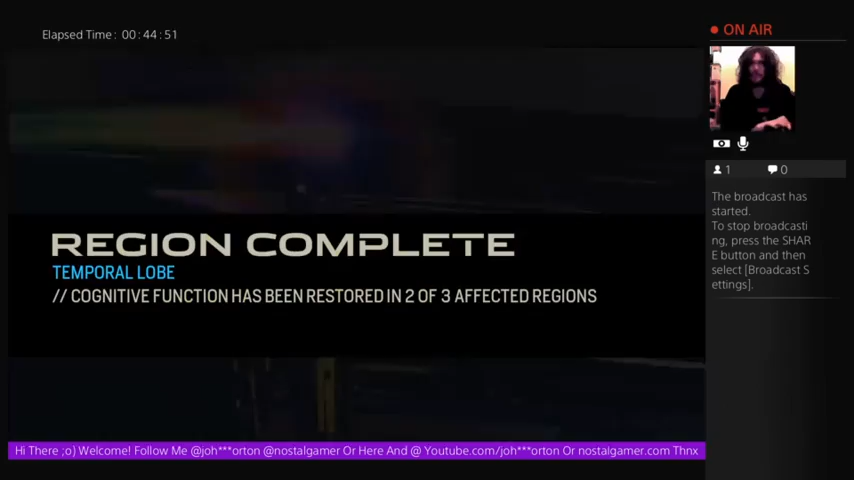 Elapsed Time: 00:44:51
ON AIR
REGION COMPLETE
TEMPORAL LOBE
// COGNITIVE FUNCTION HAS BEEN RESTORED IN 2 OF 3 AFFECTED REGIONS
1 0
The broadcast has
started.
To stop broadcasti
ng, press the SHAR
E button and then
select [Broadcast S
ettings].
Hi There ;o) Welcome! Follow Me @joh***orton @nostalgamer Or Here And @ Youtube.com/joh***orton Or nostalgamer.com Thnx